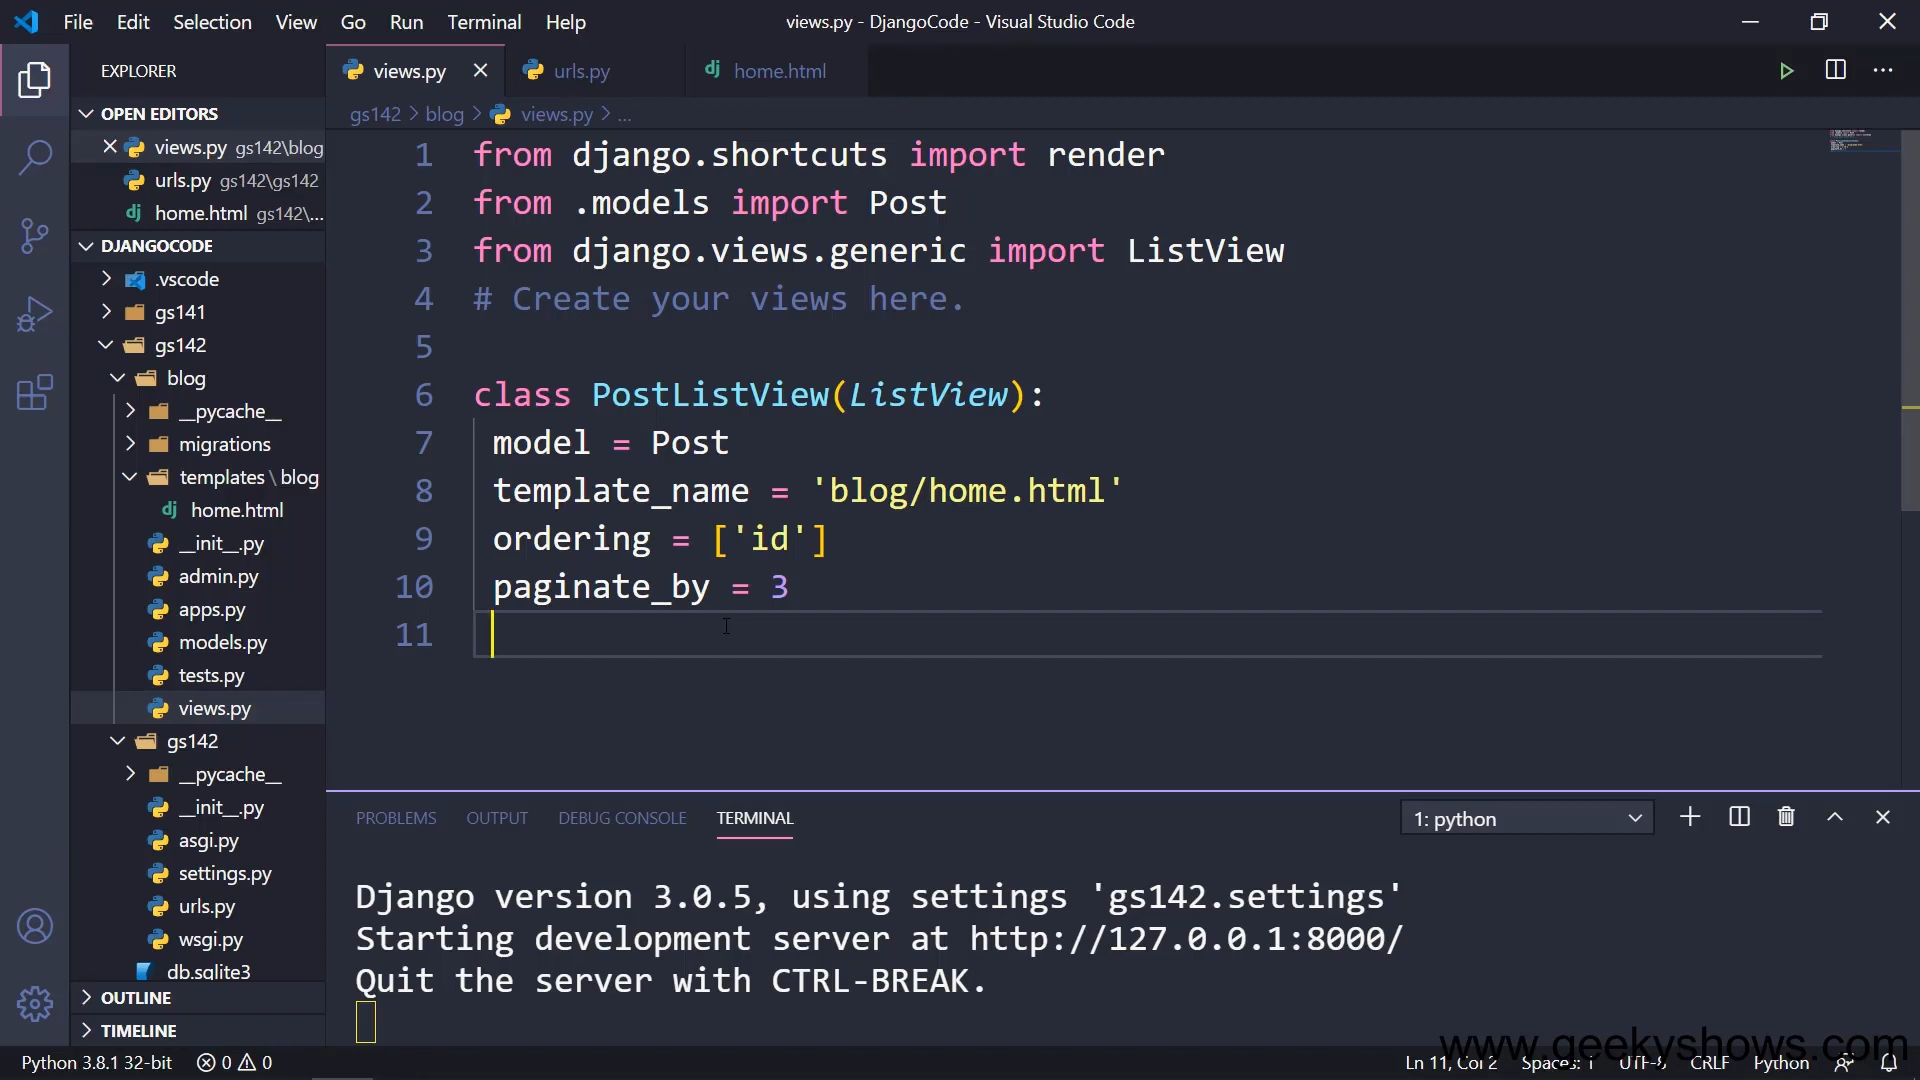 File Edit Selection View Go Run Terminal Help
views.py - DjangoCode - Visual Studio Code
EXPLORER
OPEN EDITORS
views.py gs142\blog
urls.py gs142\gs142
home.html gs142\...
DJANGOCODE
.vscode
gs141
gs142
blog
__pycache__
migrations
templates \ blog
home.html
__init__.py
admin.py
apps.py
models.py
tests.py
views.py
gs142
__pycache__
__init__.py
asgi.py
settings.py
urls.py
wsgi.py
db.sqlite3
OUTLINE
TIMELINE
views.py urls.py home.html
gs142 > blog > views.py > ...
1 from django.shortcuts import render
2 from .models import Post
3 from django.views.generic import ListView
4 # Create your views here.
5
6 class PostListView(ListView):
7 model = Post
8 template_name = 'blog/home.html'
9 ordering = ['id']
10 paginate_by = 3
11
PROBLEMS OUTPUT DEBUG CONSOLE TERMINAL
1: python
Django version 3.0.5, using settings 'gs142.settings'
Starting development server at http://127.0.0.1:8000/
Quit the server with CTRL-BREAK.
www.geekyshows.com
Python 3.8.1 32-bit 0 0
Ln 11, Col 2 Spaces: 1 UTF-8 CRLF Python